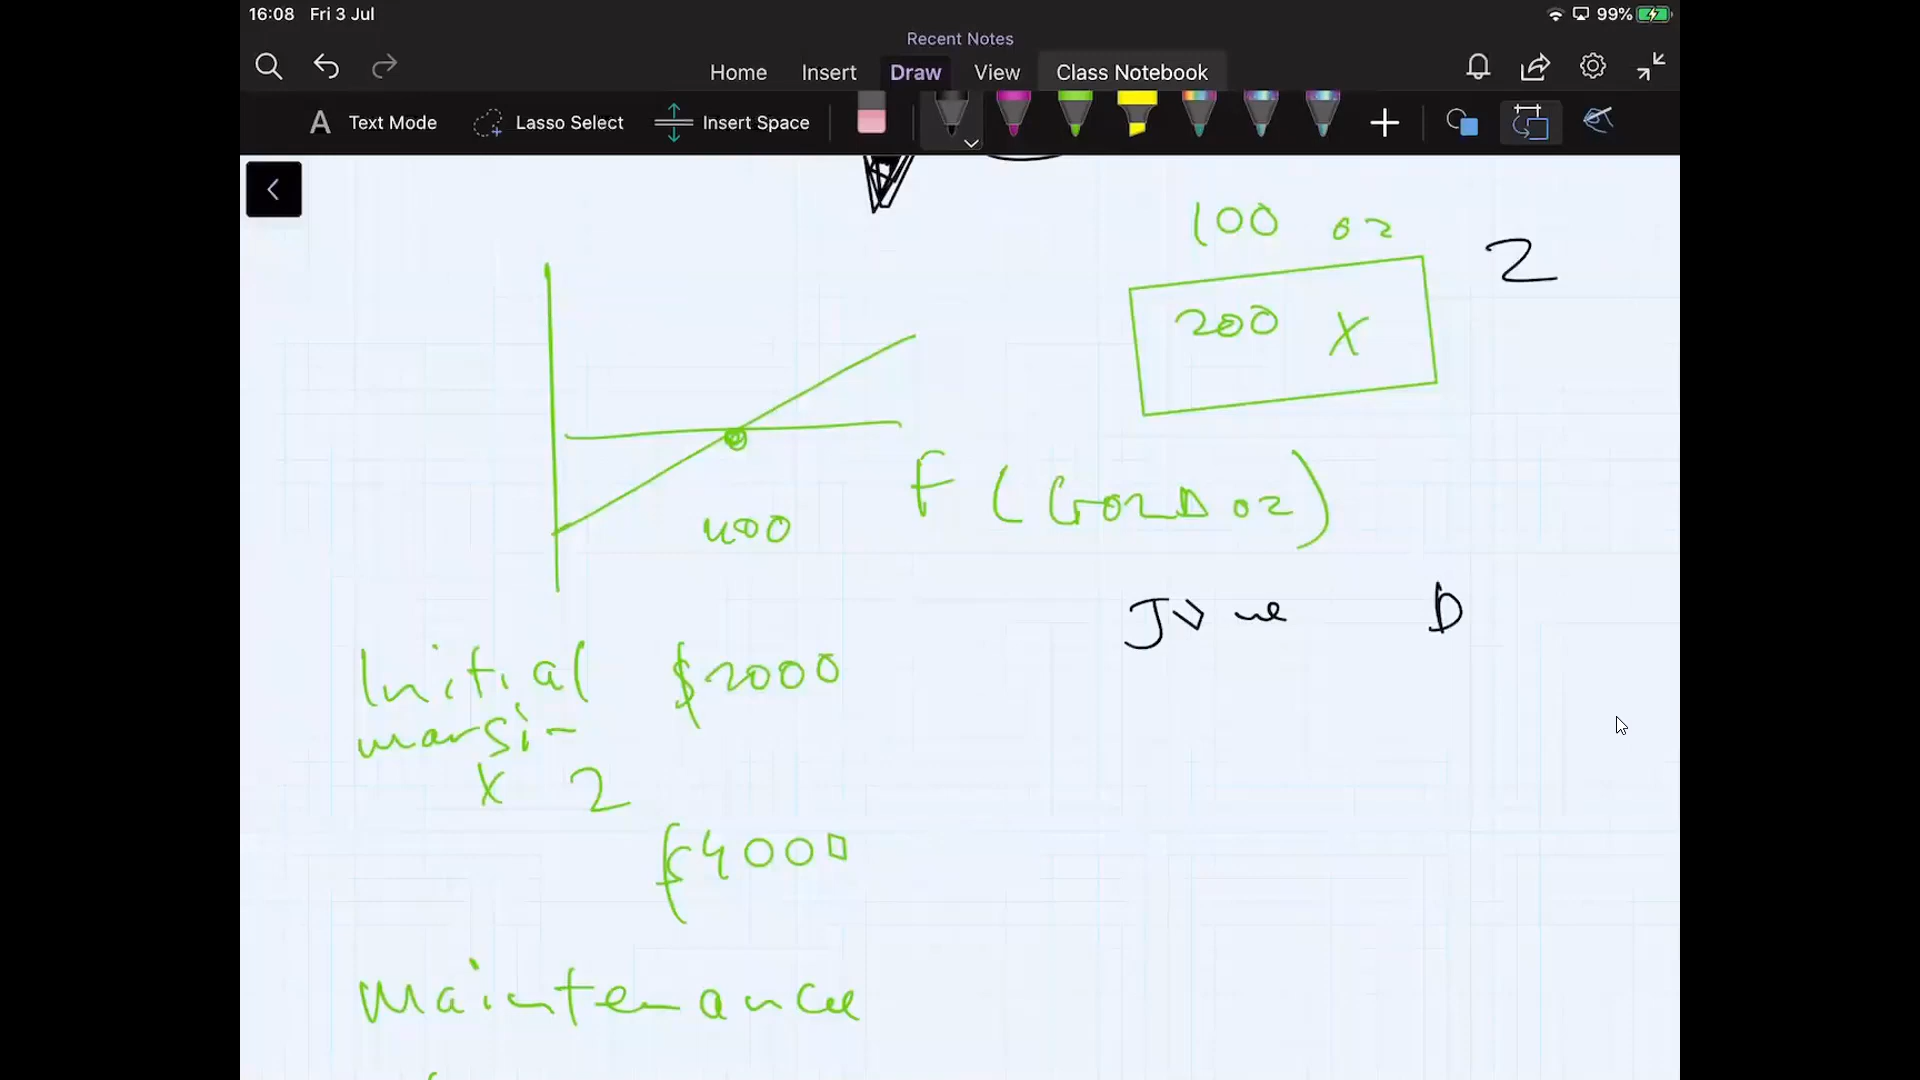 16:08 Fri 3 Jul 99%
Recent Notes
Home Insert Draw View Class Notebook
A Text Mode Lasso Select Insert Space
100 oz
2
200 X
400
F (GOLD oz)
June D
Initial $2000
margin
X 2
$4000
Maintenance